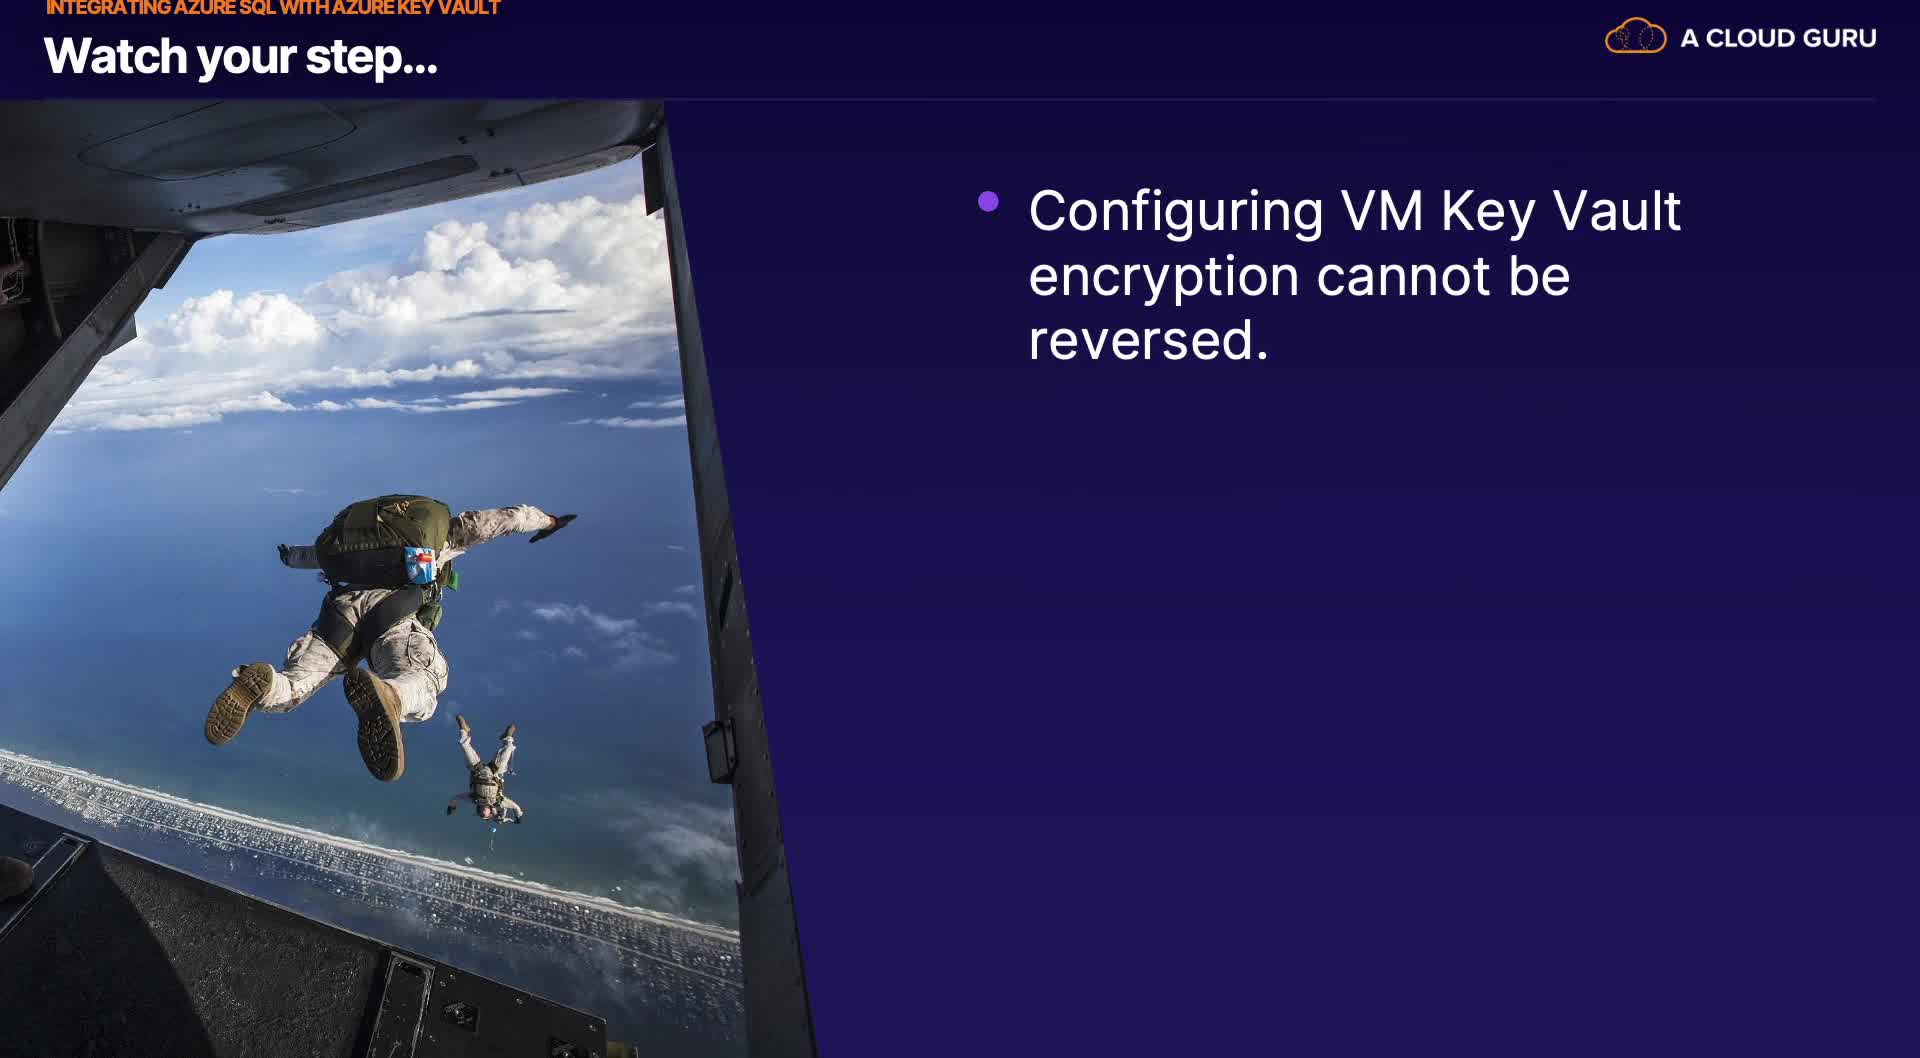 INTEGRATING AZURE SQL WITH AZURE KEY VAULT
Watch your step...
A CLOUD GURU
Configuring VM Key Vault
encryption cannot be
reversed.